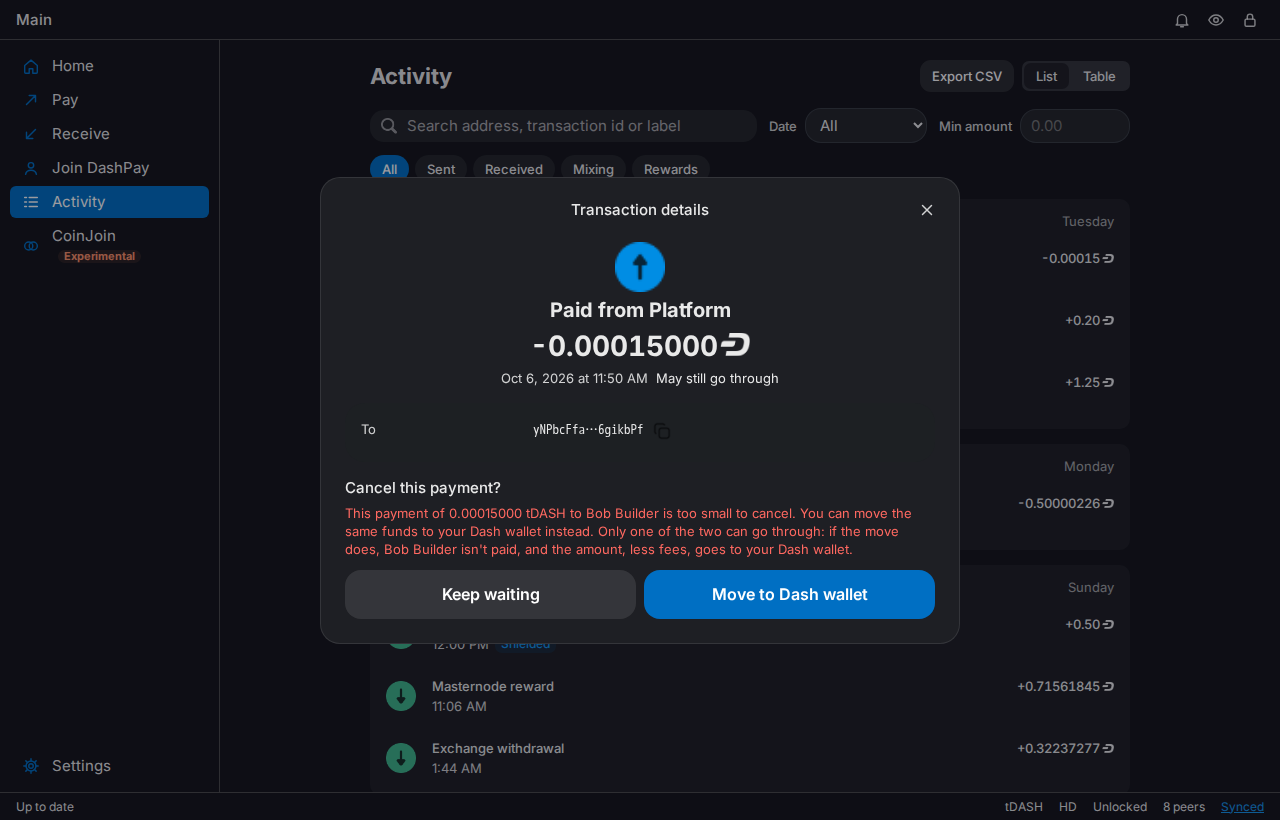 Main
Home
Pay
Receive
Join DashPay
Activity
CoinJoin
Experimental
Settings
Activity
Export CSV
List
Table
Search address, transaction id or label
Date
All
Min amount
0.00
All
Sent
Received
Mixing
Rewards
Tuesday
-0.00015
+0.20
+1.25
Monday
-0.50000226
Sunday
+0.50
Transaction details
Paid from Platform
-0.00015000
Oct 6, 2026 at 11:50 AM May still go through
To
yNPbcFfa…6gikbPf
Cancel this payment?
This payment of 0.00015000 tDASH to Bob Builder is too small to cancel. You can move the
same funds to your Dash wallet instead. Only one of the two can go through: if the move
does, Bob Builder isn't paid, and the amount, less fees, goes to your Dash wallet.
Keep waiting
Move to Dash wallet
12:00 PM Shielded
Masternode reward
11:06 AM
+0.71561845
Exchange withdrawal
1:44 AM
+0.32237277
Up to date
tDASH
HD
Unlocked
8 peers
Synced